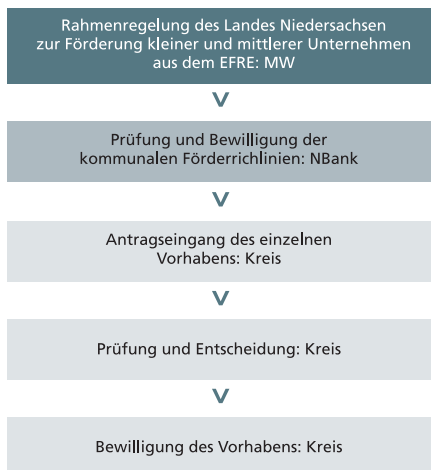 Rahmenregelung des Landes Niedersachsen
zur Förderung kleiner und mittlerer Unternehmen
aus dem EFRE: MW
Prüfung und Bewilligung der
kommunalen Förderrichlinien: NBank
Antragseingang des einzelnen
Vorhabens: Kreis
Prüfung und Entscheidung: Kreis
Bewilligung des Vorhabens: Kreis